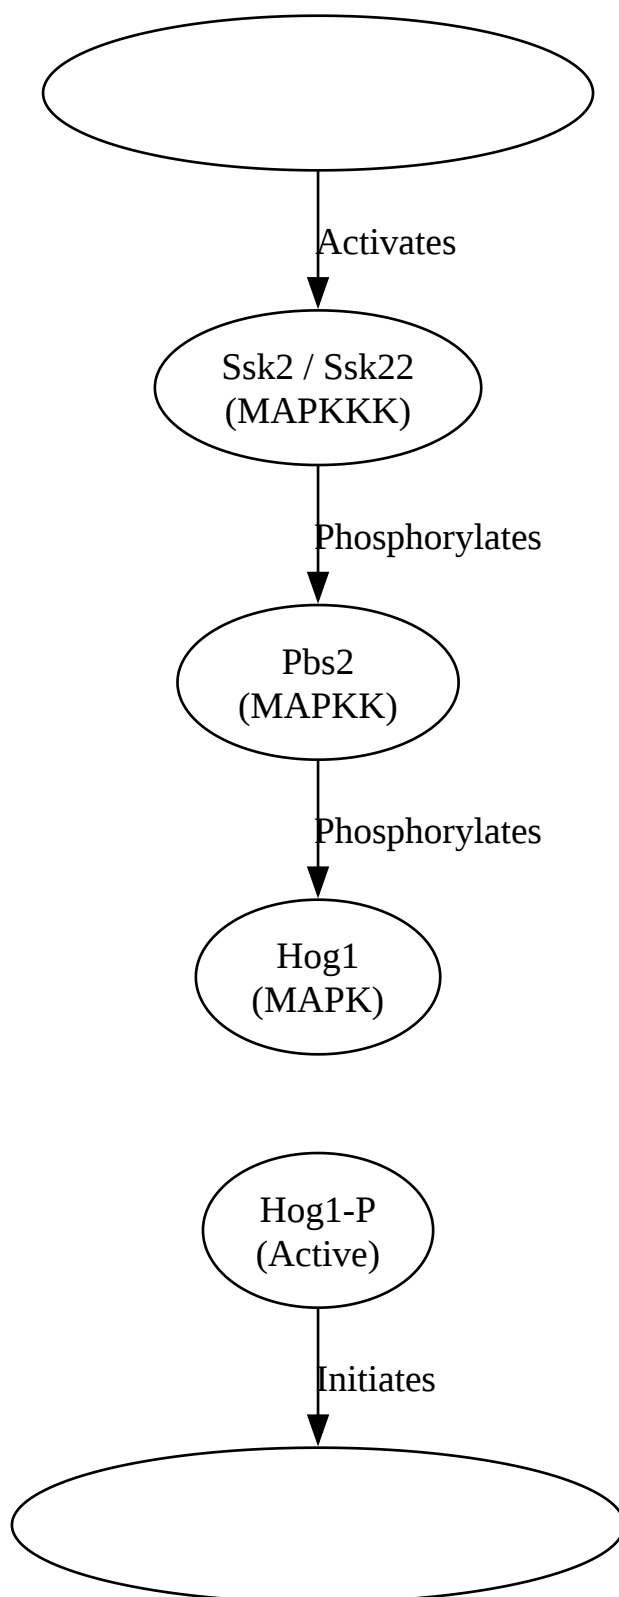 Activates
Ssk2 / Ssk22
(MAPKKK)
Phosphorylates
Pbs2
(MAPKK)
Phosphorylates
Hog1
(MAPK)
Hog1-P
(Active)
Initiates